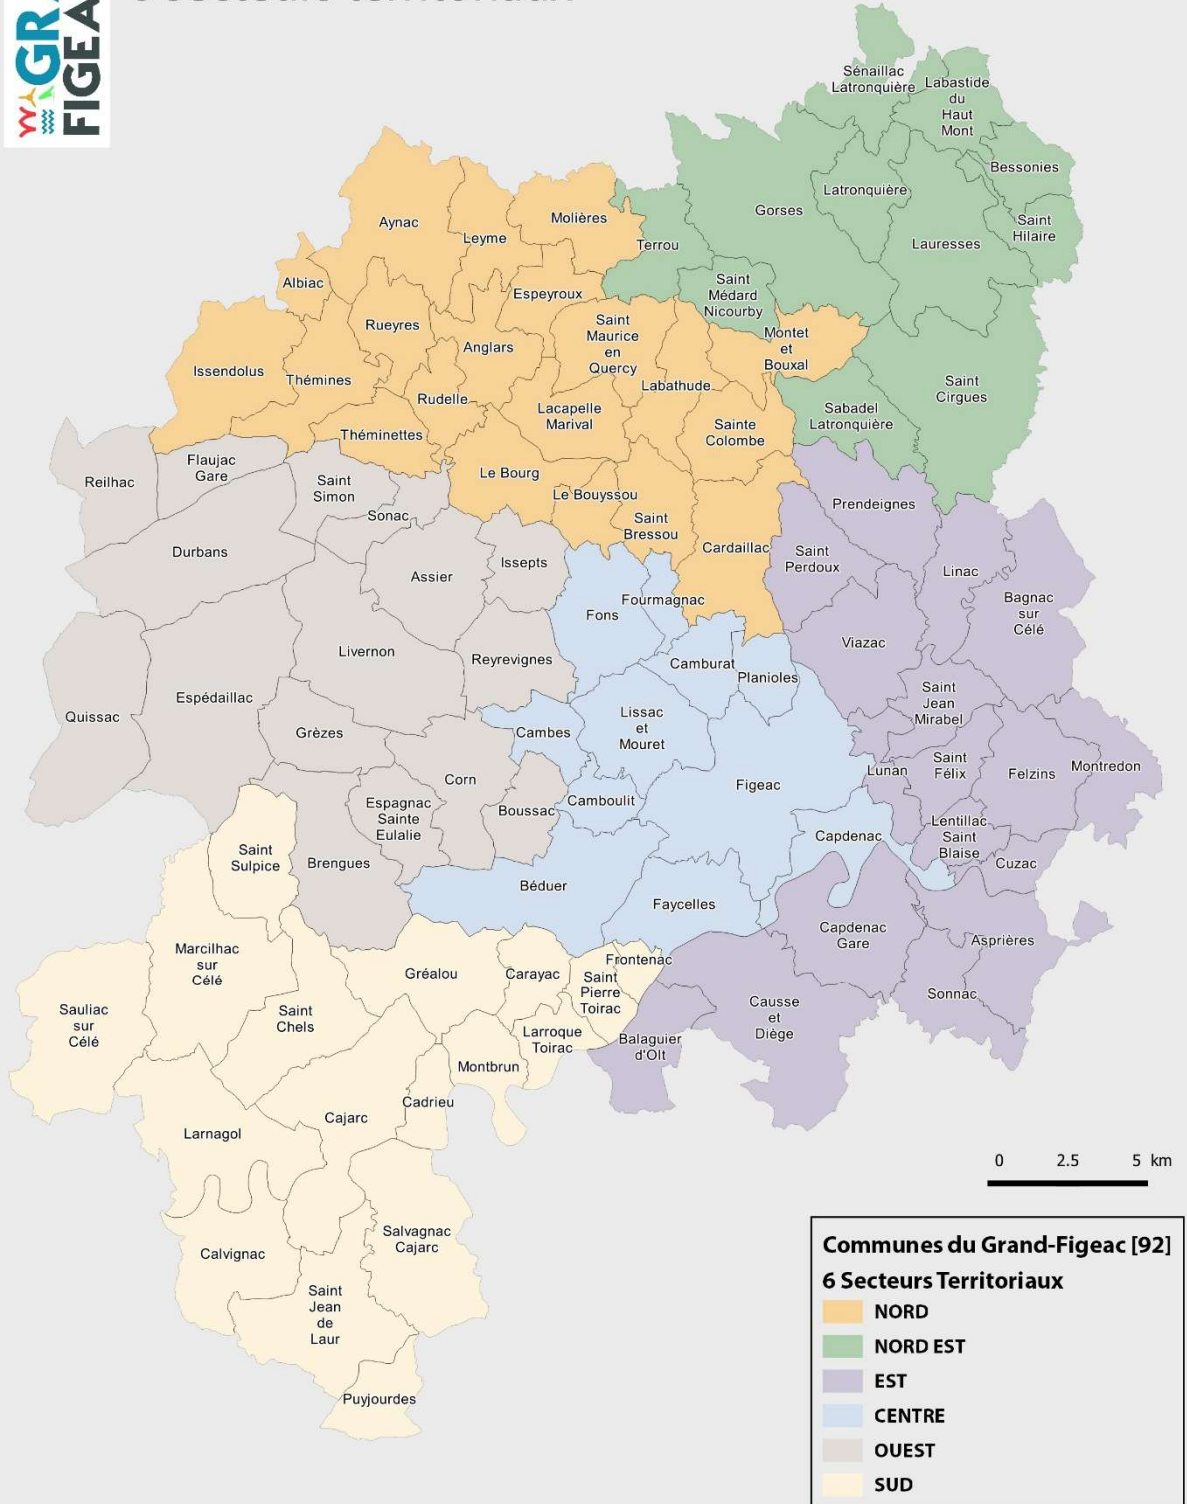 GRA
FIGEA
Sénaillac
Latronquière
Labastide
du
Haut
Mont
Bessonies
Latronquière
Gorses
Saint
Hilaire
Lauresses
Terrou
Saint
Médard
Nicourby
Aynac
Leyme
Molières
Albiac
Espeyroux
Rueyres
Saint
Maurice
en
Quercy
Anglars
Montet
et
Bouxal
Issendolus
Thémines
Labathude
Saint
Cirgues
Rudelle
Lacapelle
Marival
Sabadel
Latronquière
Sainte
Colombe
Théminettes
Flaujac
Gare
Reilhac
Saint
Simon
Le Bourg
Le Bouyssou
Sonac
Saint
Bressou
Prendeignes
Durbans
Cardaillac
Saint
Perdoux
Assier
Issepts
Linac
Bagnac
sur
Célé
Fourmagnac
Fons
Viazac
Livernon
Reyrevignes
Camburat
Planioles
Espédaillac
Saint
Jean
Mirabel
Quissac
Grèzes
Cambes
Lissac
et
Mouret
Lunan
Saint
Félix
Felzins
Montredon
Corn
Figeac
Espagnac
Sainte
Eulalie
Boussac
Camboulit
Capdenac
Lentillac
Saint
Blaise
Cuzac
Saint
Sulpice
Brengues
Béduer
Faycelles
Capdenac
Gare
Asprières
Marcilhac
sur
Célé
Gréalou
Carayac
Frontenac
Saint
Pierre
Toirac
Sonnac
Sauliac
sur
Célé
Saint
Chels
Causse
et
Diège
Larroque
Toirac
Balaguier
d'Olt
Montbrun
Cadrieu
Cajarc
Larnagol
Salvagnac
Cajarc
Calvignac
Saint
Jean
de
Laur
Puyjourdes
0 2.5 5 km
Communes du Grand-Figeac [92]
6 Secteurs Territoriaux
NORD
NORD EST
EST
CENTRE
OUEST
SUD